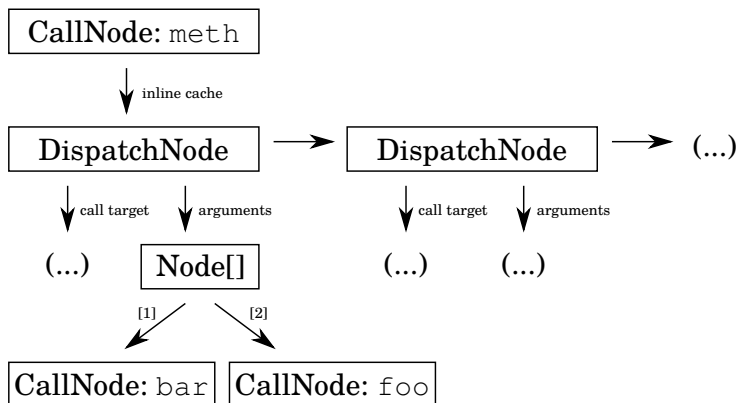 CallNode: meth
inline cache
DispatchNode
DispatchNode
(...)
call target
arguments
call target
arguments
(...)
Node[]
(...)
(...)
[1]
[2]
CallNode: bar
CallNode: foo